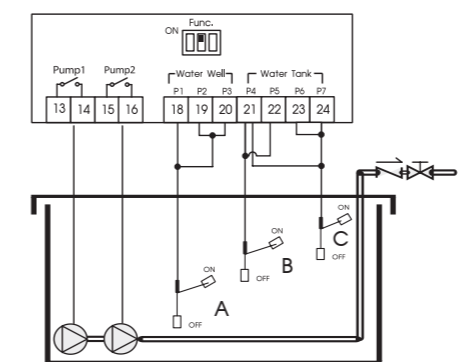 Func.
ON
Pump1 Pump2 Water Well Water Tank
P1 P2 P3 P4 P5 P6 P7
13 14 15 16 18 19 20 21 22 23 24
ON
C
OFF
ON
B
OFF
ON
A
OFF